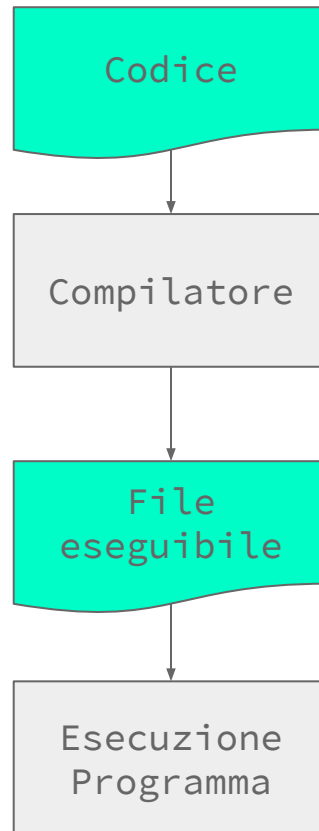 Codice
Compilatore
File
eseguibile
Esecuzione
Programma